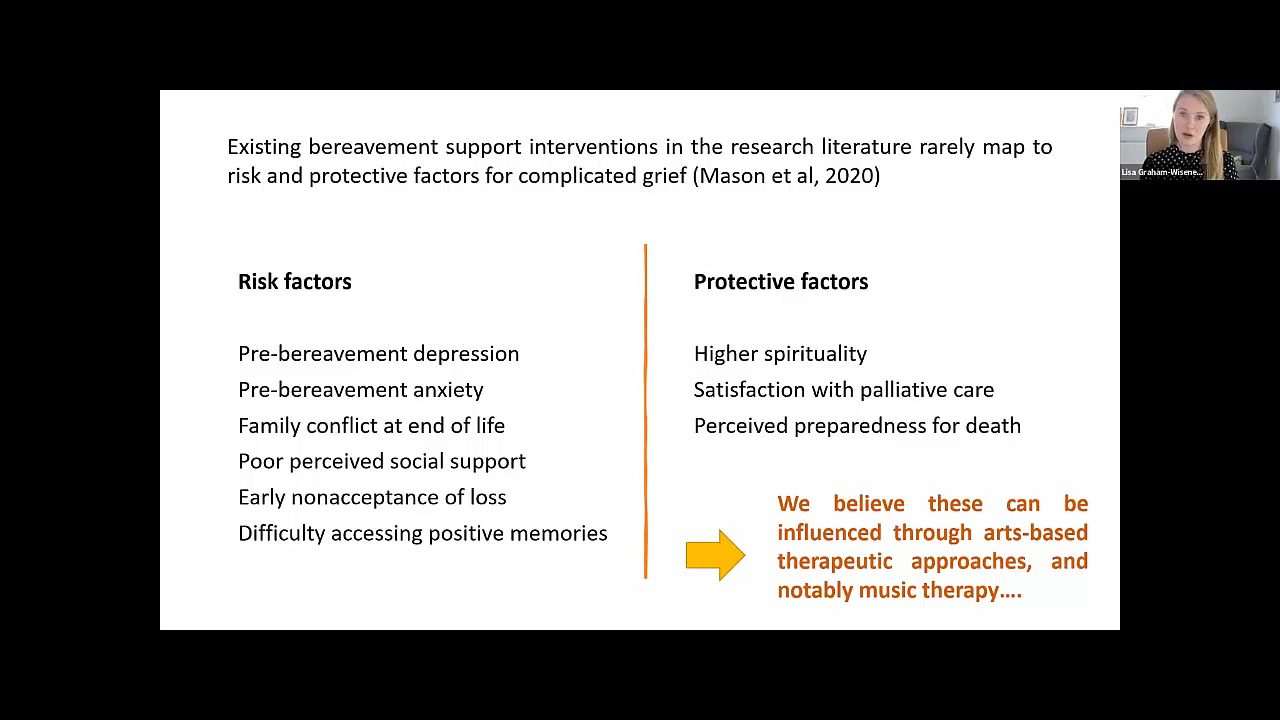 Existing bereavement support interventions in the research literature rarely map to
risk and protective factors for complicated grief (Mason et al, 2020)
Risk factors
Pre-bereavement depression
Pre-bereavement anxiety
Family conflict at end of life
Poor perceived social support
Early nonacceptance of loss
Difficulty accessing positive memories
Protective factors
Higher spirituality
Satisfaction with palliative care
Perceived preparedness for death
We believe these can be
influenced through arts-based
therapeutic approaches, and
notably music therapy....
Lisa Graham-Wisene...